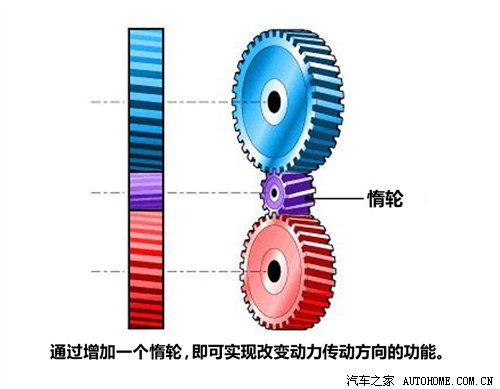 惰轮
通过增加一个惰轮，即可实现改变动力传动方向的功能。
汽车之家 AUTOHOME.COM.CN